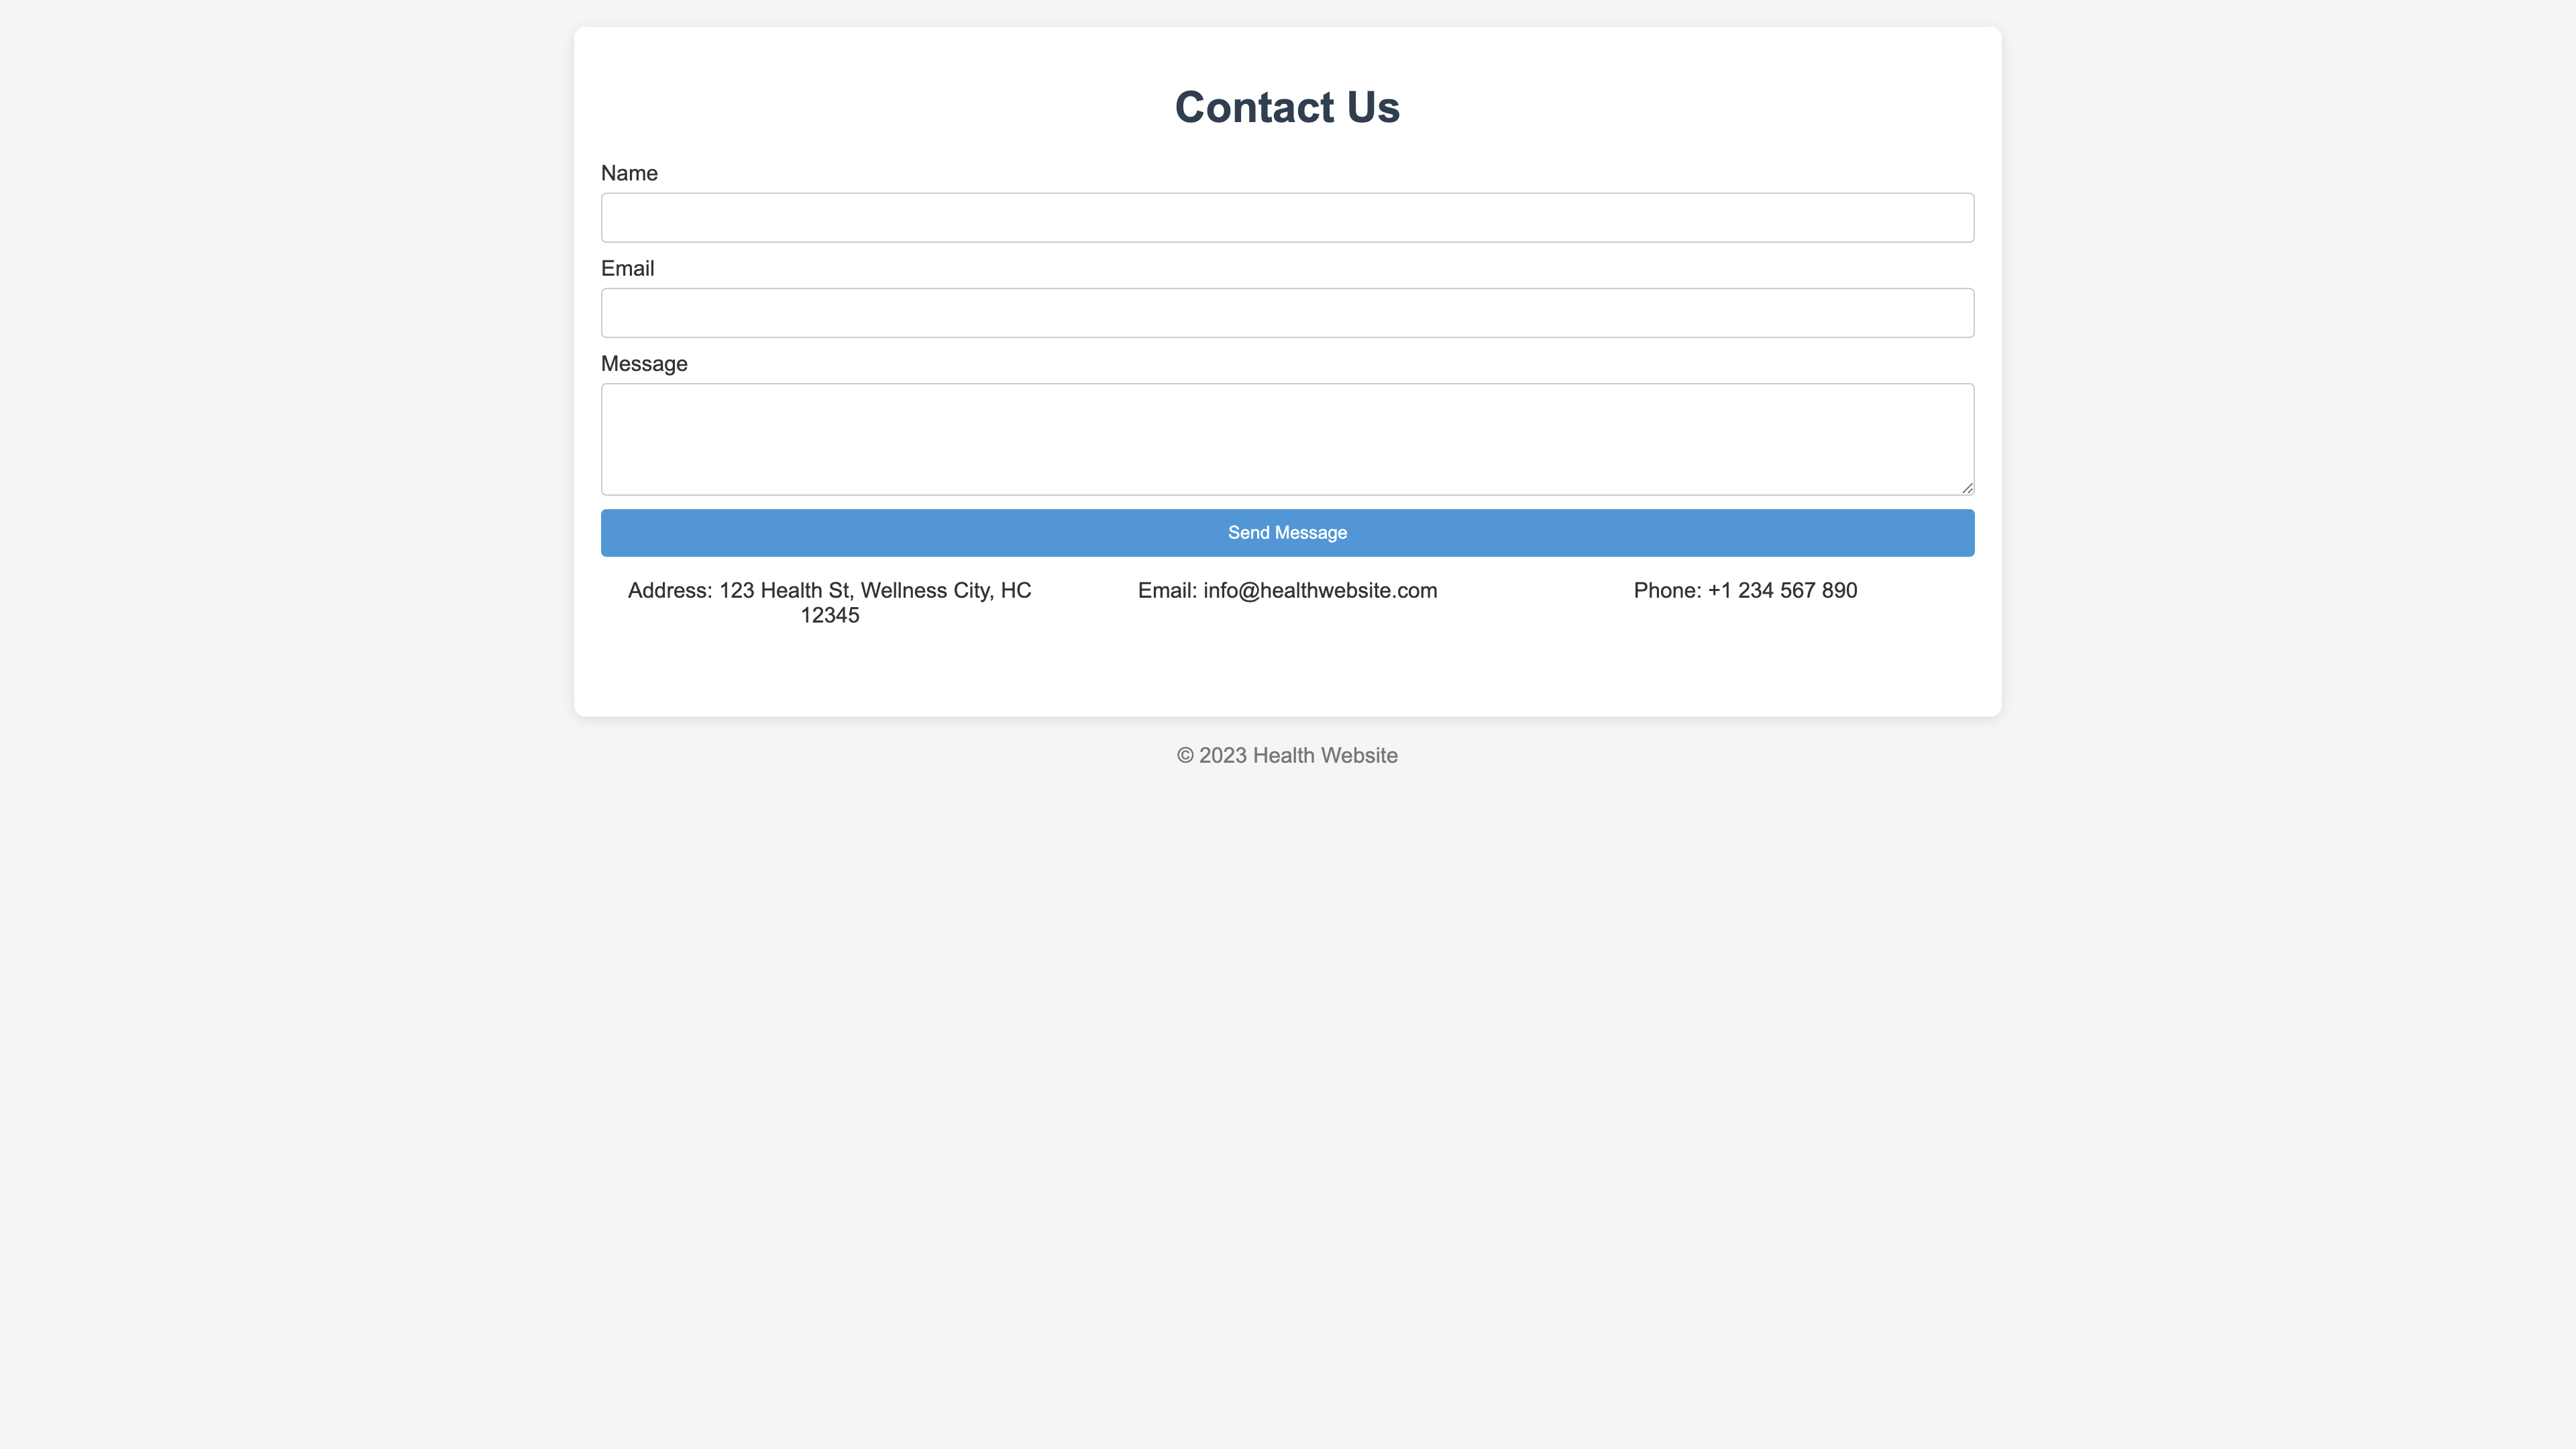 Contact Us
Name
Email
Message
Send Message
Address: 123 Health St, Wellness City, HC
12345
Email: info@healthwebsite.com
Phone: +1 234 567 890
© 2023 Health Website